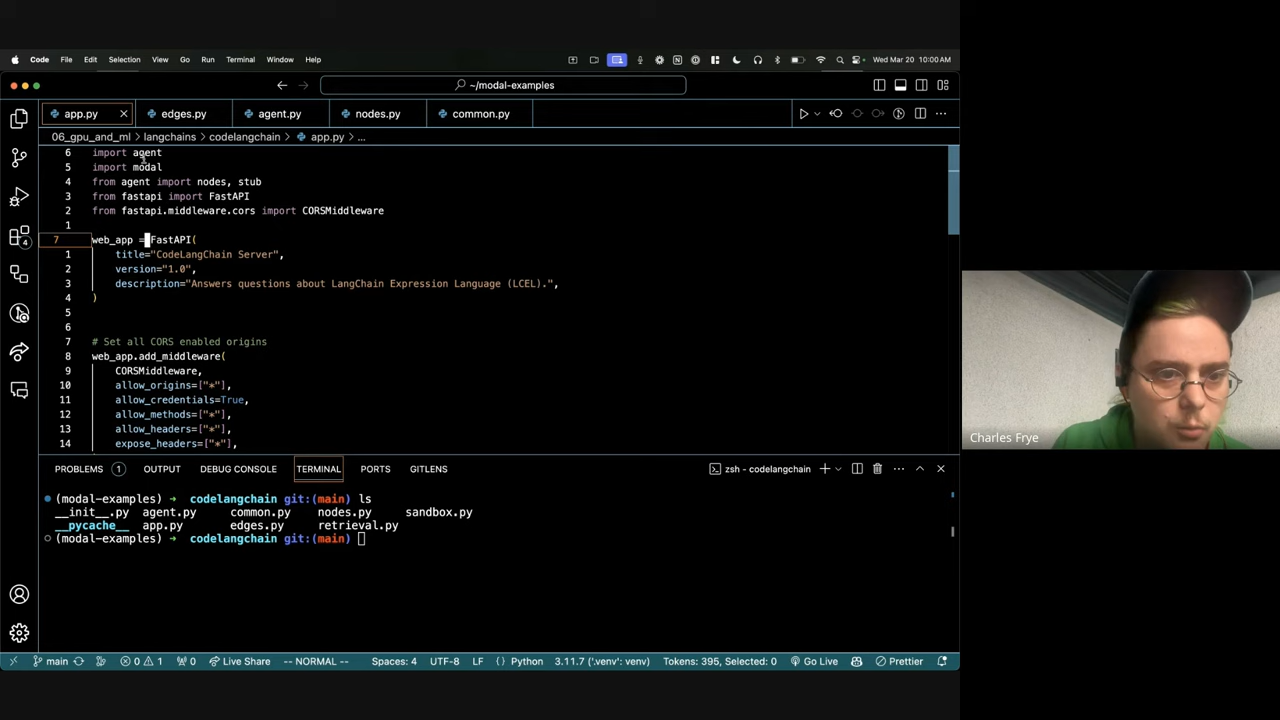 Code File Edit Selection View Go Run Terminal Window Help Wed Mar 20 10:00 AM
~/modal-examples
app.py edges.py agent.py nodes.py common.py
06_gpu_and_ml langchains codelangchain app.py ...
6 import agent
5 import modal
4 from agent import nodes, stub
3 from fastapi import FastAPI
2 from fastapi.middleware.cors import CORSMiddleware
1
7 web_app = FastAPI(
1 title="CodeLangChain Server",
2 version="1.0",
3 description="Answers questions about LangChain Expression Language (LCEL).",
4 )
5
6
7 # Set all CORS enabled origins
8 web_app.add_middleware(
9 CORSMiddleware,
10 allow_origins=["*"],
11 allow_credentials=True,
12 allow_methods=["*"],
13 allow_headers=["*"],
14 expose_headers=["*"],
4
Charles Frye
PROBLEMS 1 OUTPUT DEBUG CONSOLE TERMINAL PORTS GITLENS zsh - codelangchain
(modal-examples) → codelangchain git:(main) ls
__init__.py agent.py common.py nodes.py sandbox.py
__pycache__ app.py edges.py retrieval.py
(modal-examples) → codelangchain git:(main)
main 0 1 0 Live Share -- NORMAL -- Spaces: 4 UTF-8 LF Python 3.11.7 ('.venv': venv) Tokens: 395, Selected: 0 Go Live Prettier